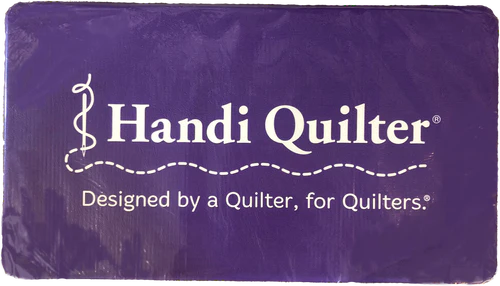 Handi Quilter®
Designed by a Quilter, for Quilters.®